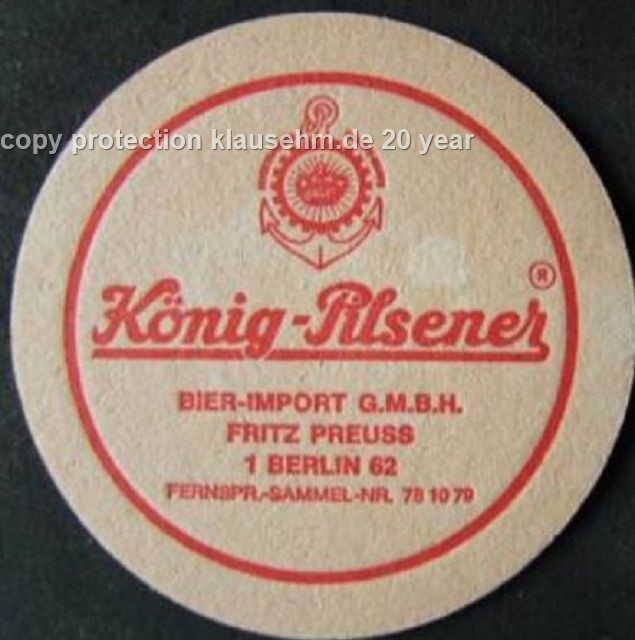 copy protection klausehm.de 20 year
König-Pilsener ®
BIER-IMPORT G.M.B.H.
FRITZ PREUSS
1 BERLIN 62
FERNSPR.-SAMMEL-NR. 78 10 79